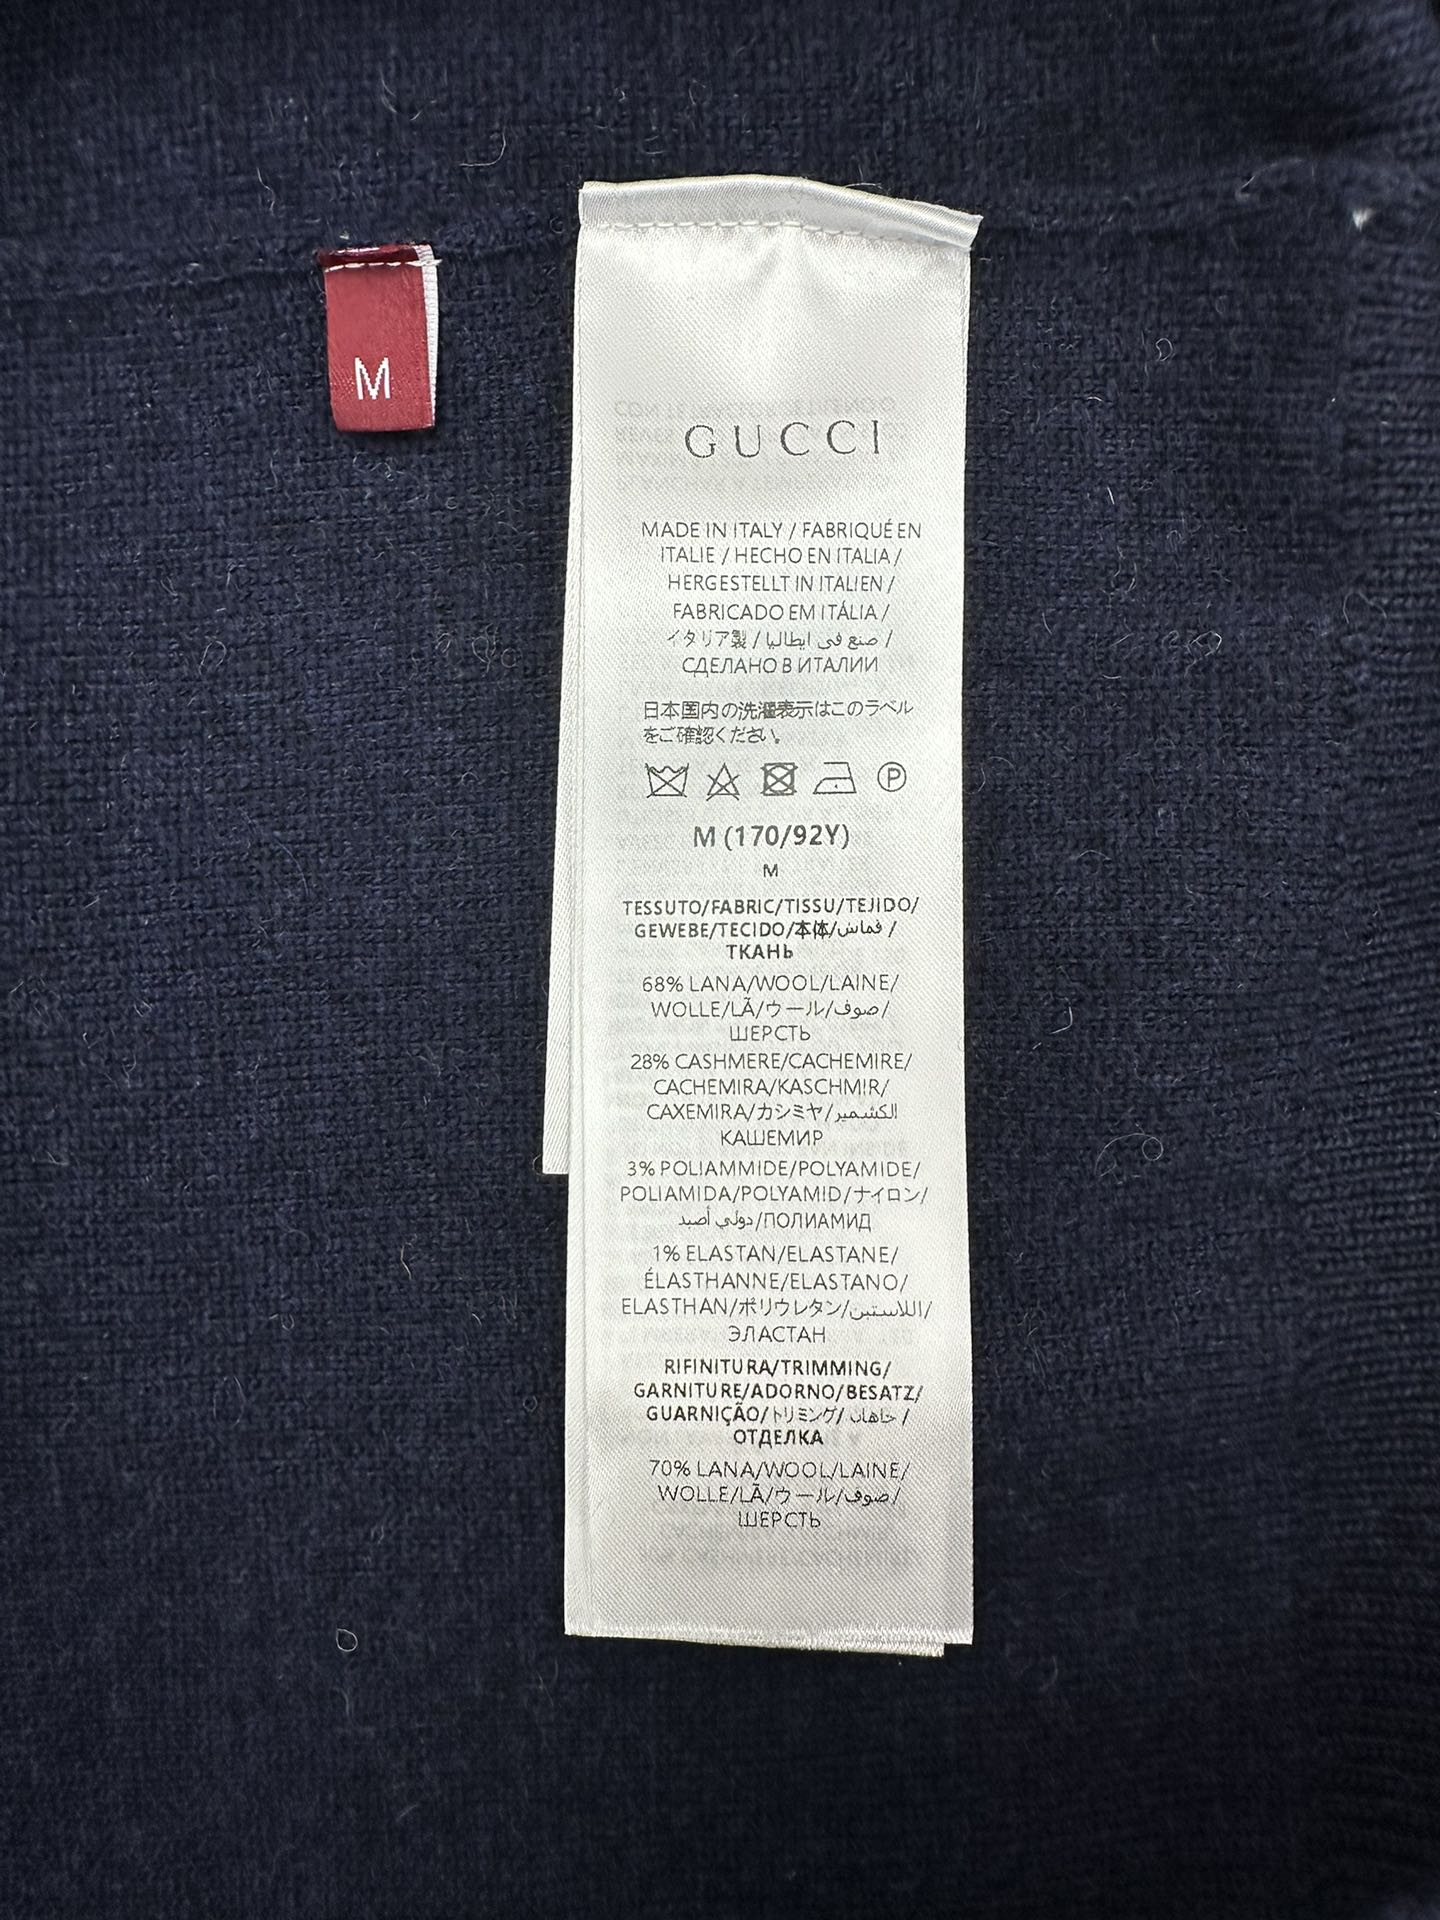 M
GUCCI
MADE IN ITALY / FABRIQUÉ EN
ITALIE / HECHO EN ITALIA /
HERGESTELLT IN ITALIEN /
FABRICADO EM ITÁLIA /
イタリア製 / صنع في ايطاليا /
СДЕЛАНО В ИТАЛИИ
日本国内の洗濯表示はこのラベル
をご確認ください。
P
M (170/92Y)
M
TESSUTO/FABRIC/TISSU/TEJIDO/
GEWEBE/TECIDO/本体/قماش /
ТКАНЬ
68% LANA/WOOL/LAINE/
WOLLE/LÃ/ウール/صوف/
ШЕРСТЬ
28% CASHMERE/CACHEMIRE/
CACHEMIRA/KASCHMIR/
CAXEMIRA/カシミヤ/الكشمير
КАШЕМИР
3% POLIAMMIDE/POLYAMIDE/
POLIAMIDA/POLYAMID/ナイロン/
/ПОЛИАМИД
1% ELASTAN/ELASTANE/
ÉLASTHANNE/ELASTANO/
ELASTHAN/ポリウレタン/
ЭЛАСТАН
RIFINITURA/TRIMMING/
GARNITURE/ADORNO/BESATZ/
GUARNIÇÃO/トリミング/
ОТДЕЛКА
70% LANA/WOOL/LAINE/
WOLLE/LÃ/ウール/صوف/
ШЕРСТЬ